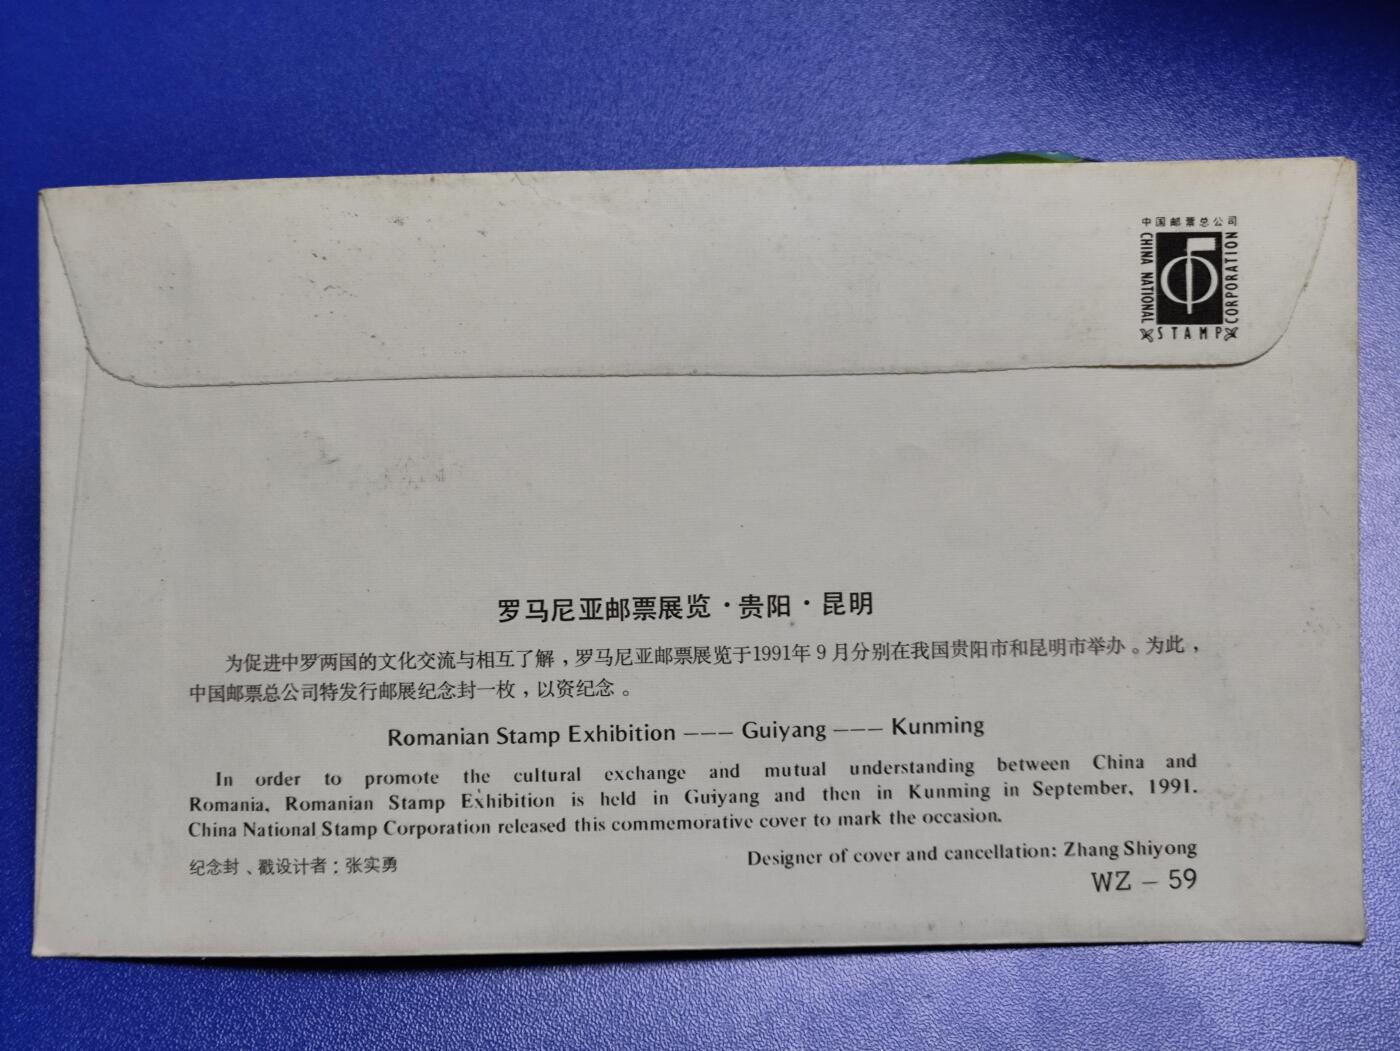 中国邮票总公司
CHINA NATIONAL
STAMP
CORPORATION
罗马尼亚邮票展览·贵阳·昆明
为促进中罗两国的文化交流与相互了解，罗马尼亚邮票展览于1991年9月分别在我国贵阳市和昆明市举办。为此，
中国邮票总公司特发行邮展纪念封一枚，以资纪念。
Romanian Stamp Exhibition ——— Guiyang ——— Kunming
In order to promote the cultural exchange and mutual understanding between China and
Romania, Romanian Stamp Exhibition is held in Guiyang and then in Kunming in September, 1991.
China National Stamp Corporation released this commemorative cover to mark the occasion.
纪念封、戳设计者：张实勇
Designer of cover and cancellation: Zhang Shiyong
WZ – 59